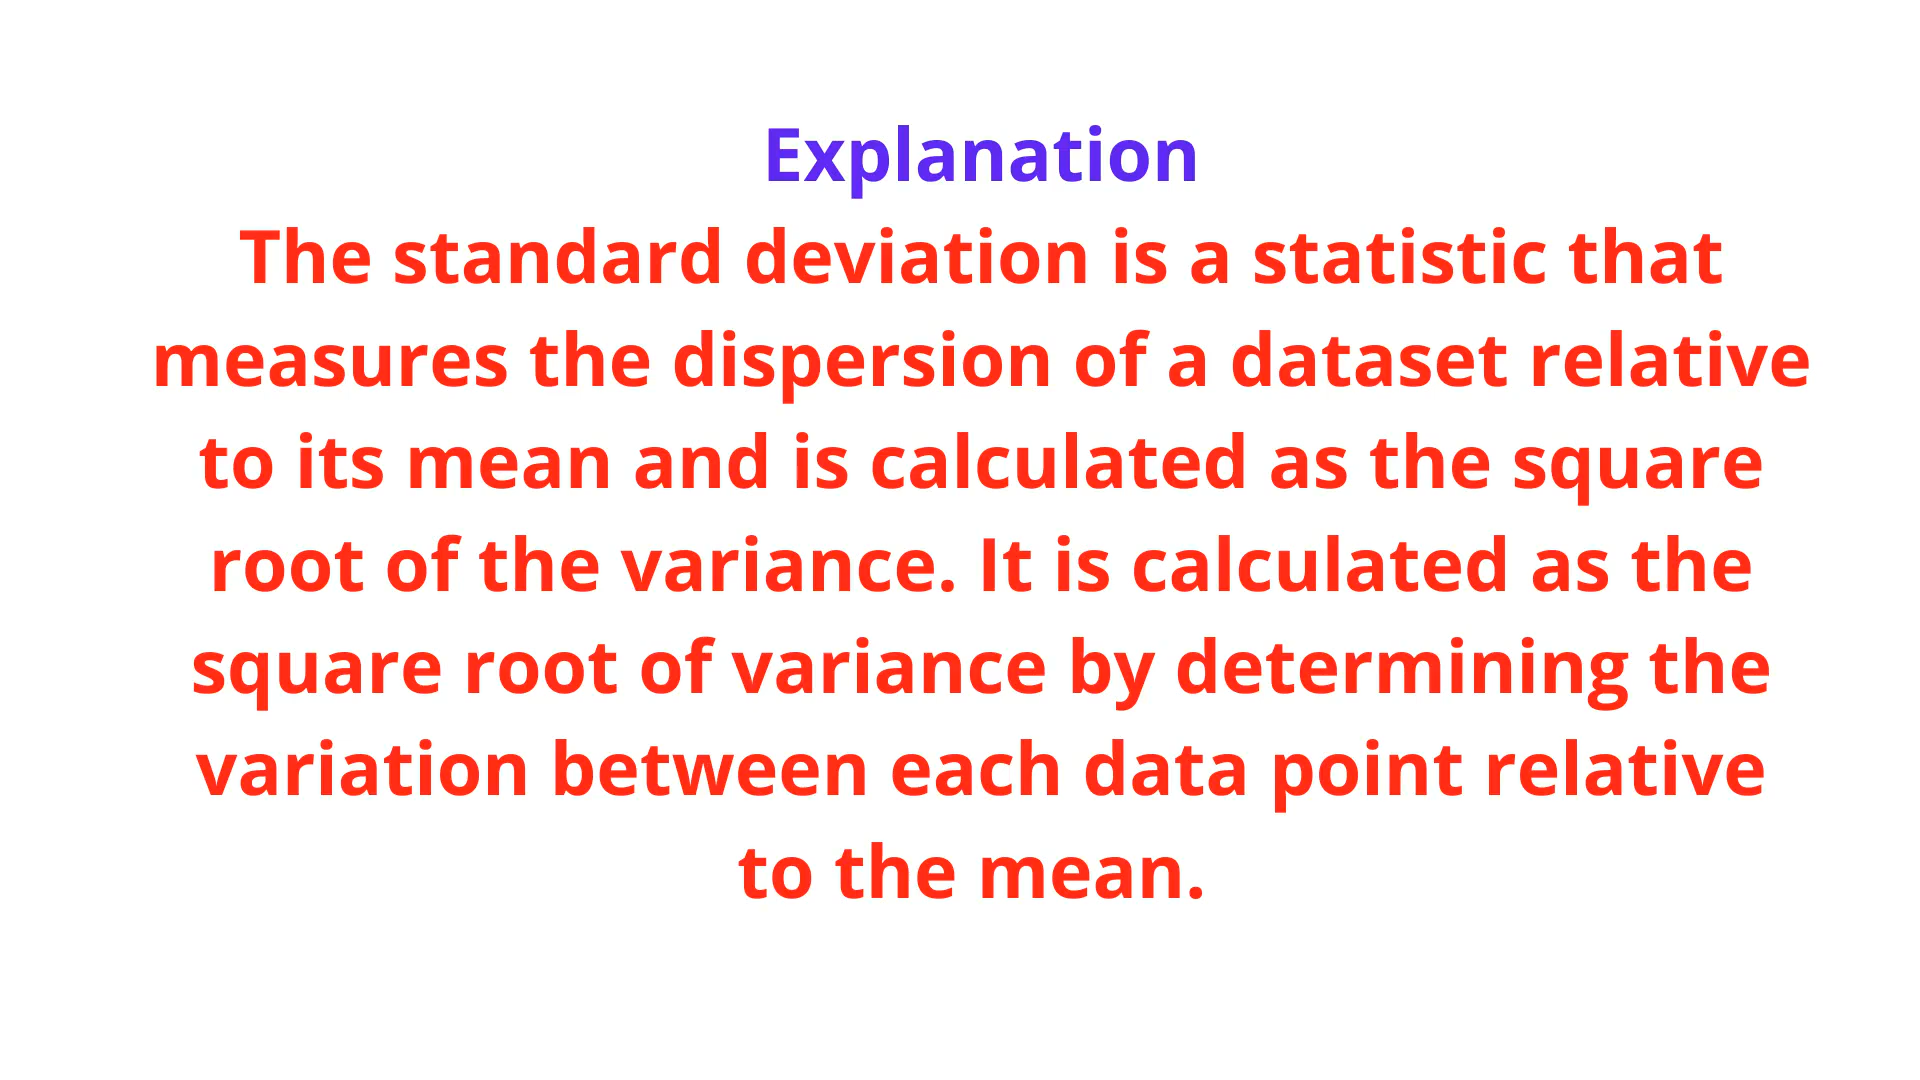 Explanation
The standard deviation is a statistic that
measures the dispersion of a dataset relative
to its mean and is calculated as the square
root of the variance. It is calculated as the
square root of variance by determining the
variation between each data point relative
to the mean.